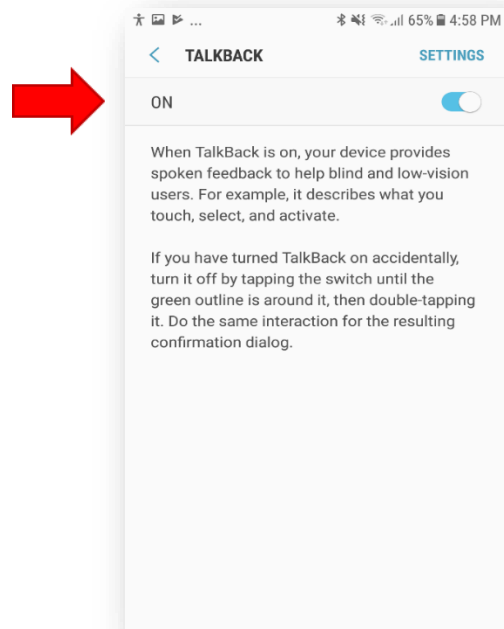 ... 65% 4:58 PM
TALKBACK SETTINGS
ON
When TalkBack is on, your device provides
spoken feedback to help blind and low-vision
users. For example, it describes what you
touch, select, and activate.
If you have turned TalkBack on accidentally,
turn it off by tapping the switch until the
green outline is around it, then double-tapping
it. Do the same interaction for the resulting
confirmation dialog.